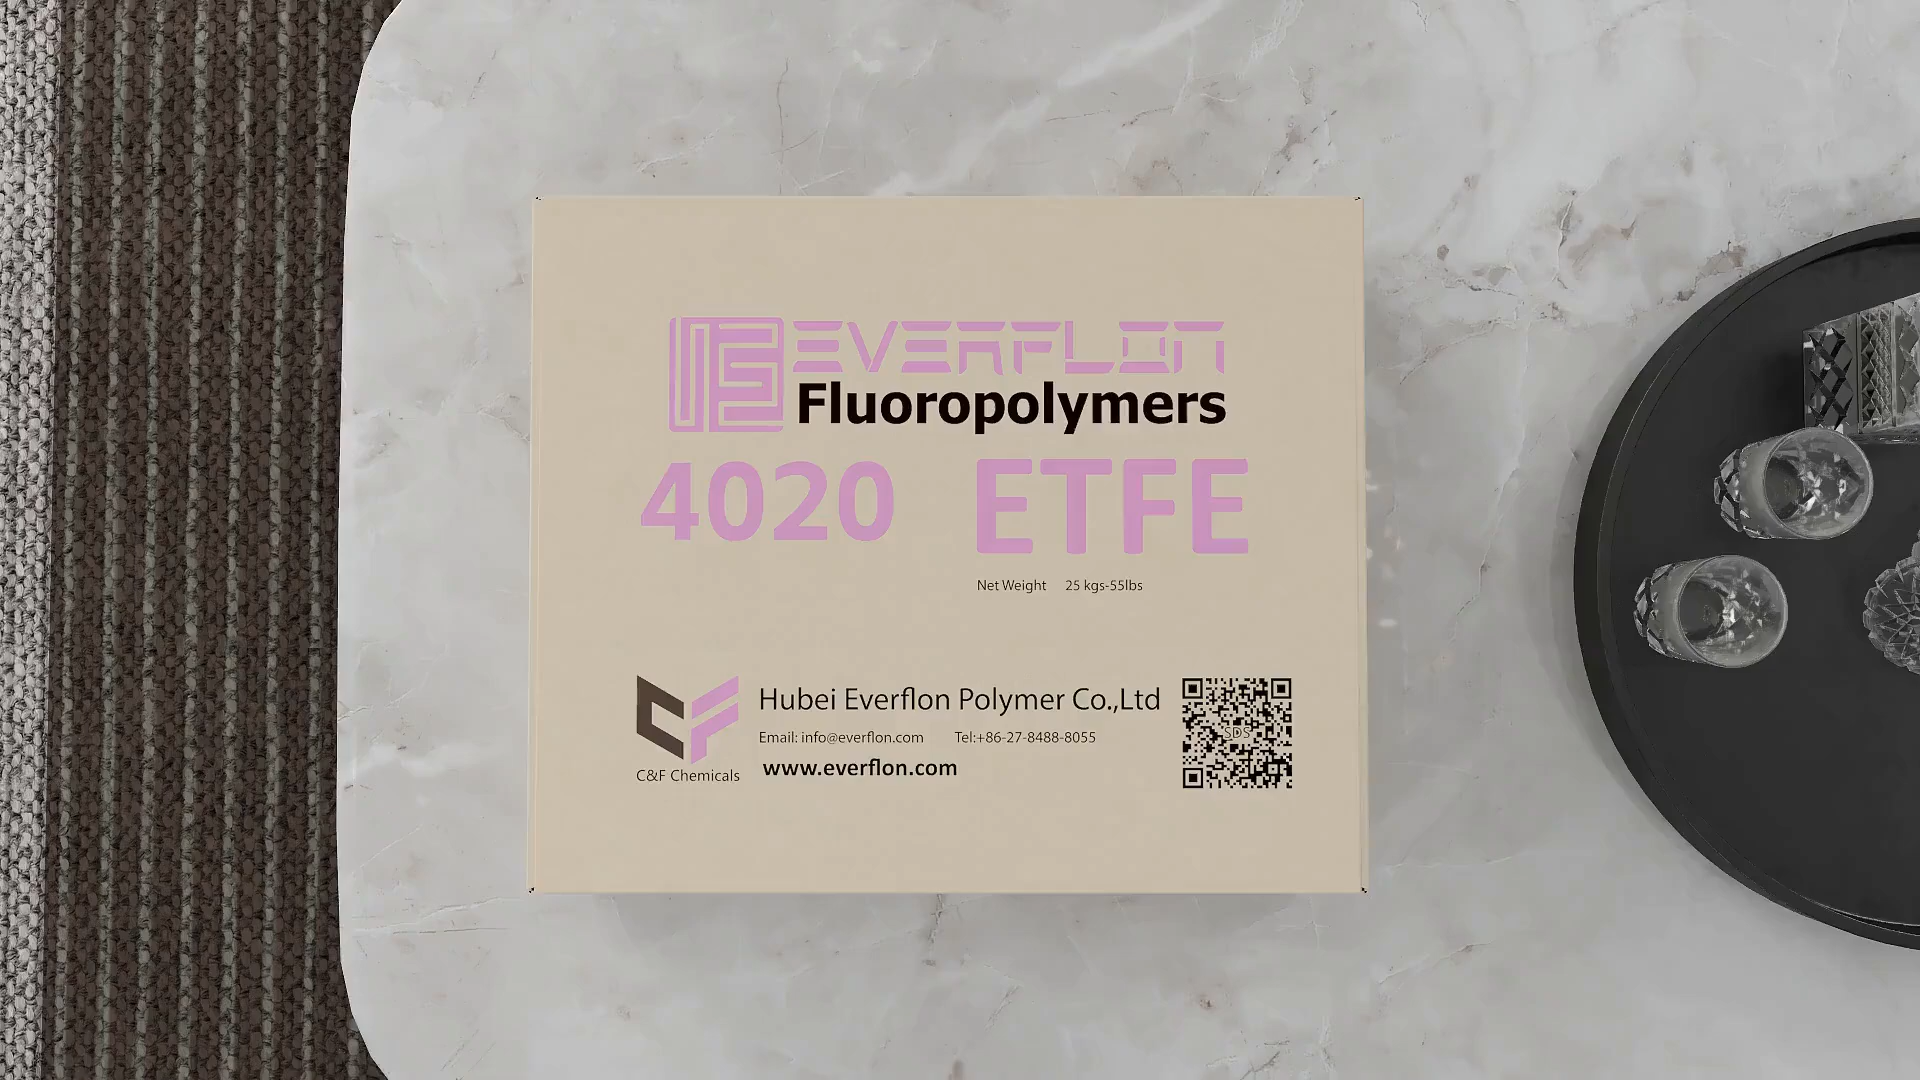 EVERFLON
Fluoropolymers
4020 ETFE
Net Weight 25 kgs-55lbs
Hubei Everflon Polymer Co.,Ltd
Email: info@everflon.com Tel:+86-27-8488-8055
www.everflon.com
C&F Chemicals
SDS